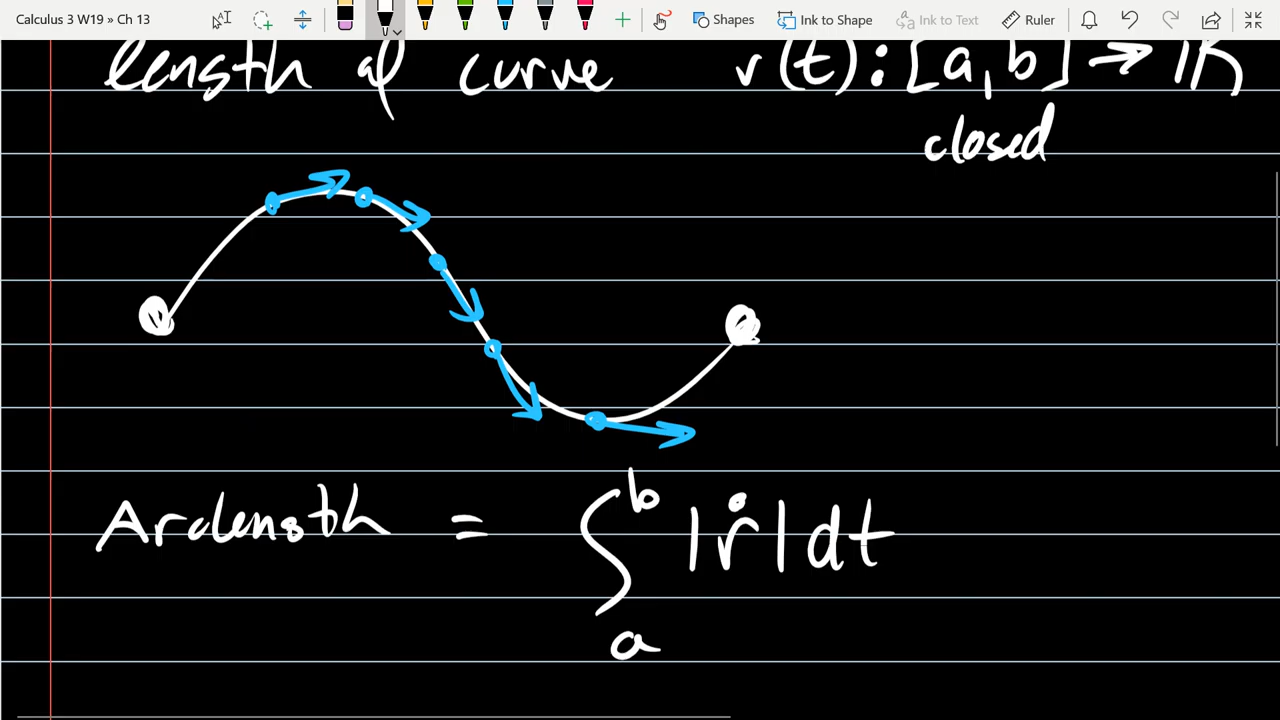 Calculus 3 W19 » Ch 13
Shapes Ink to Shape Ink to Text Ruler
length of curve r(t): [a, b] → ℝ
closed
Arclength = ∫_a^b |ṙ| dt